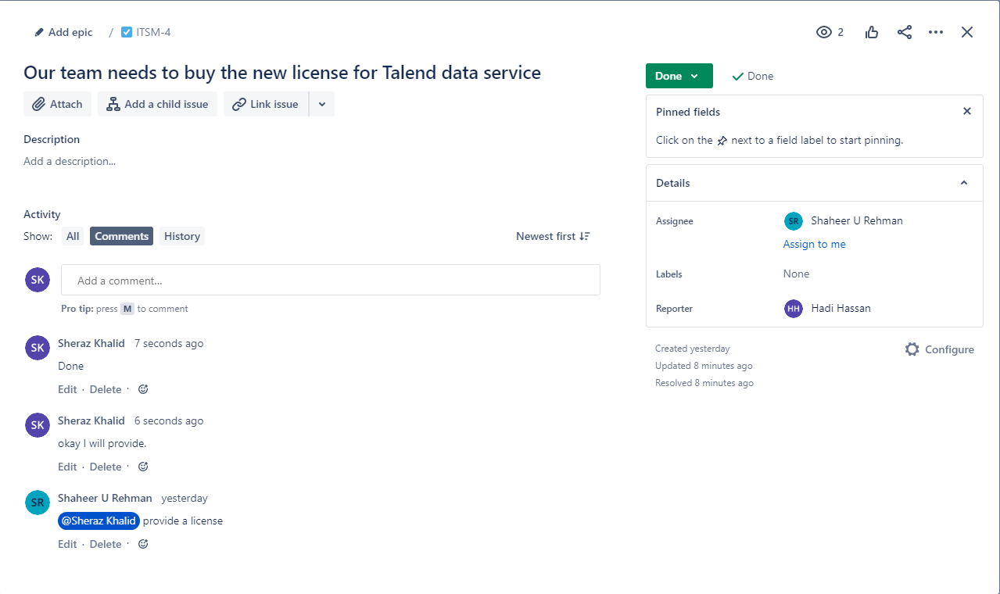 Add epic / ITSM-4
2
Our team needs to buy the new license for Talend data service
Attach Add a child issue Link issue
Description
Add a description...
Activity
Show: All Comments History Newest first
SK Add a comment...
Pro tip: press M to comment
SK Sheraz Khalid 7 seconds ago
Done
Edit · Delete ·
SK Sheraz Khalid 6 seconds ago
okay I will provide.
Edit · Delete ·
SR Shaheer U Rehman yesterday
@Sheraz Khalid provide a license
Edit · Delete ·
Done Done
Pinned fields
Click on the next to a field label to start pinning.
Details
Assignee SR Shaheer U Rehman
Assign to me
Labels None
Reporter HH Hadi Hassan
Created yesterday Configure
Updated 8 minutes ago
Resolved 8 minutes ago